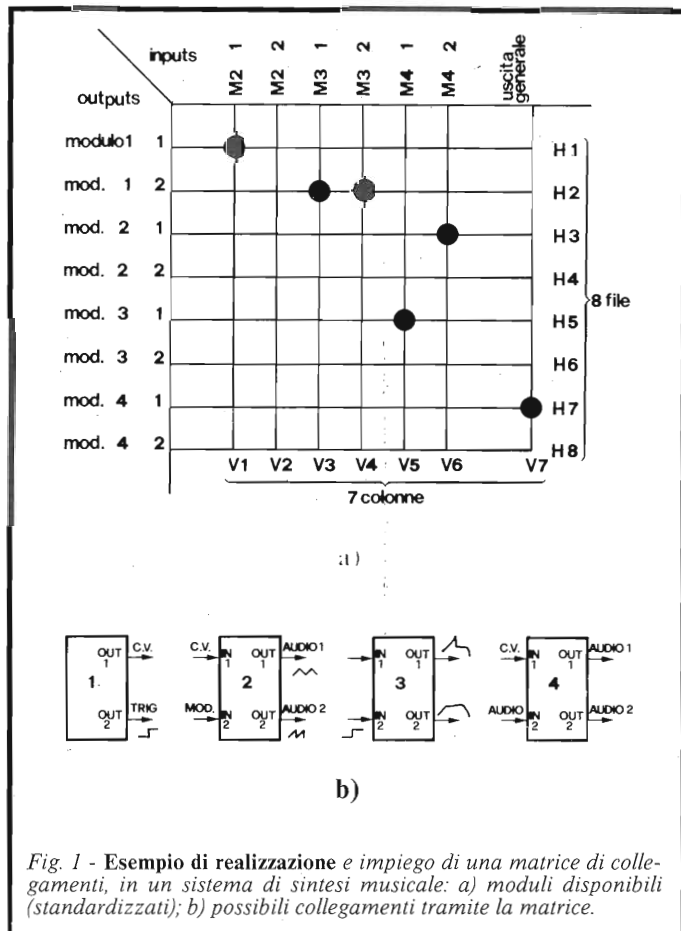 inputs
M2 1
M2 2
M3 1
M3 2
M4 1
M4 2
uscita
generale
outputs
modulo1 1
H1
mod. 1 2
H2
mod. 2 1
H3
mod. 2 2
H4
8 file
mod. 3 1
H5
mod. 3 2
H6
mod. 4 1
H7
mod. 4 2
H8
V1 V2 V3 V4 V5 V6 V7
7 colonne
a)
1
OUT
1
C.V.
OUT
2
TRIG
C.V.
IN
1
2
OUT
1
AUDIO 1
MOD.
IN
2
OUT
2
AUDIO 2
IN
1
3
OUT
1
IN
2
OUT
2
C.V.
IN
1
4
OUT
1
AUDIO 1
AUDIO
IN
2
OUT
2
AUDIO 2
b)
Fig. 1 - Esempio di realizzazione e impiego di una matrice di colle-
gamenti, in un sistema di sintesi musicale: a) moduli disponibili
(standardizzati); b) possibili collegamenti tramite la matrice.